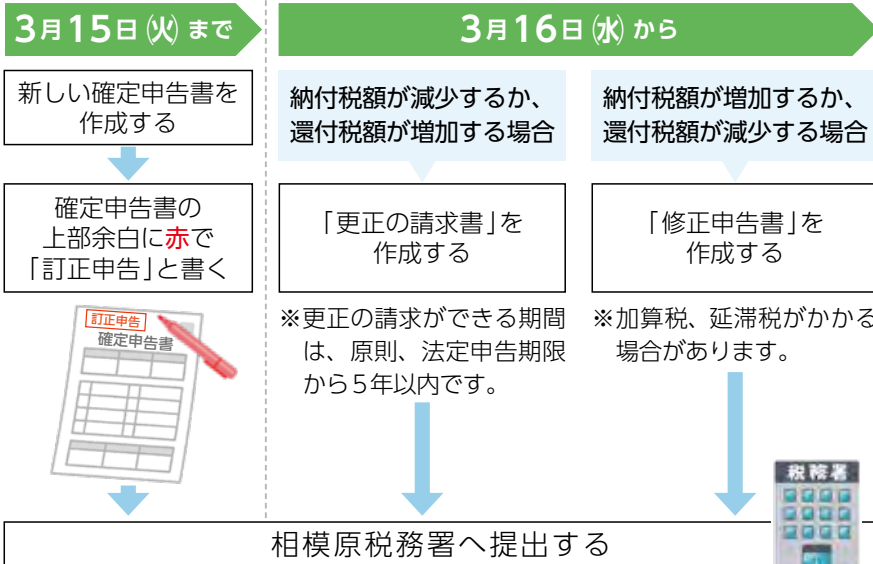 3月15日㈫まで
3月16日㈬から
新しい確定申告書を
作成する
確定申告書の
上部余白に赤で
「訂正申告」と書く
訂正申告
確定申告書
納付税額が減少するか、
還付税額が増加する場合
「更正の請求書」を
作成する
※更正の請求ができる期間
は、原則、法定申告期限
から5年以内です。
納付税額が増加するか、
還付税額が減少する場合
「修正申告書」を
作成する
※加算税、延滞税がかかる
場合があります。
税務署
相模原税務署へ提出する